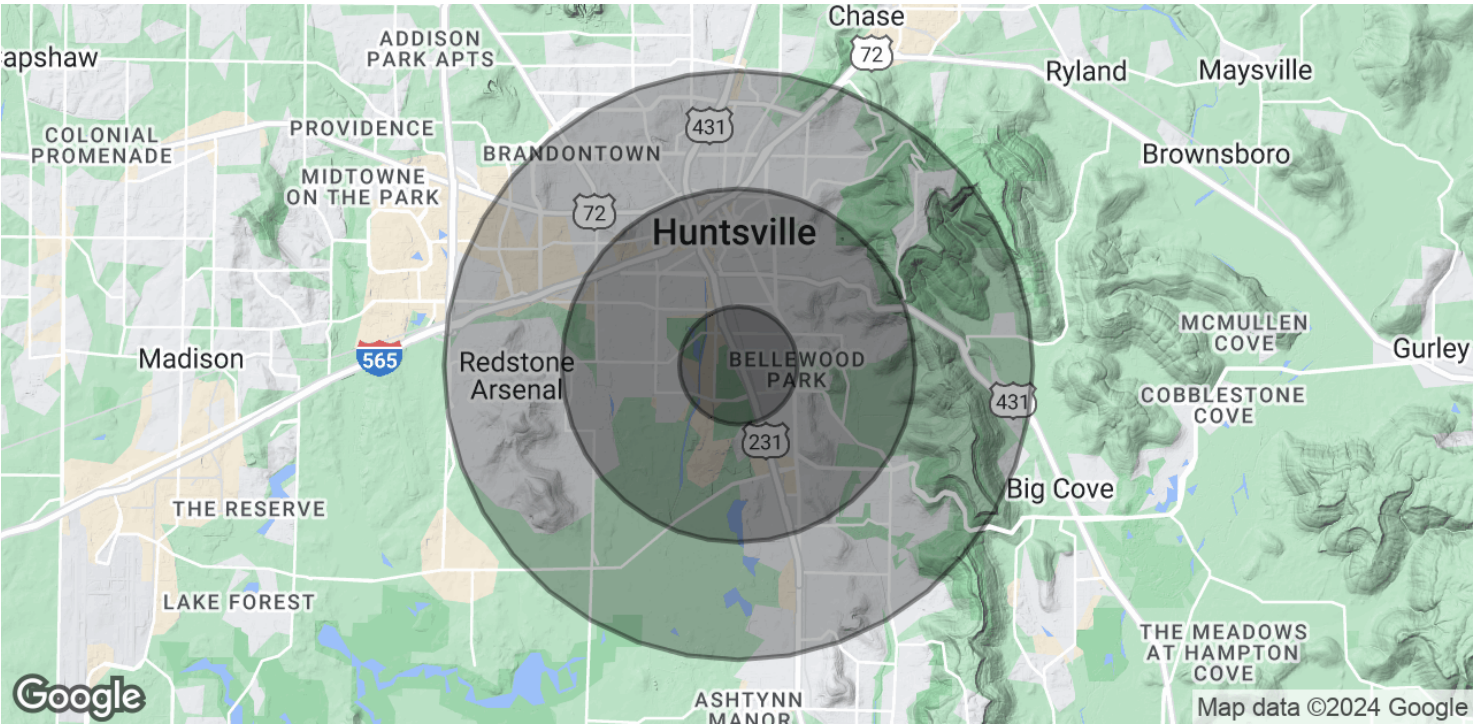 Chase
72
ADDISON
PARK APTS
apshaw
Ryland
Maysville
431
PROVIDENCE
COLONIAL
PROMENADE
BRANDONTOWN
Brownsboro
MIDTOWNE
ON THE PARK
72
Huntsville
MCMULLEN
COVE
Gurley
Madison
565
Redstone
Arsenal
BELLEWOOD
PARK
431
COBBLESTONE
COVE
231
Big Cove
THE RESERVE
LAKE FOREST
THE MEADOWS
AT HAMPTON
COVE
ASHTYNN
MANOR
Google
Map data ©2024 Google